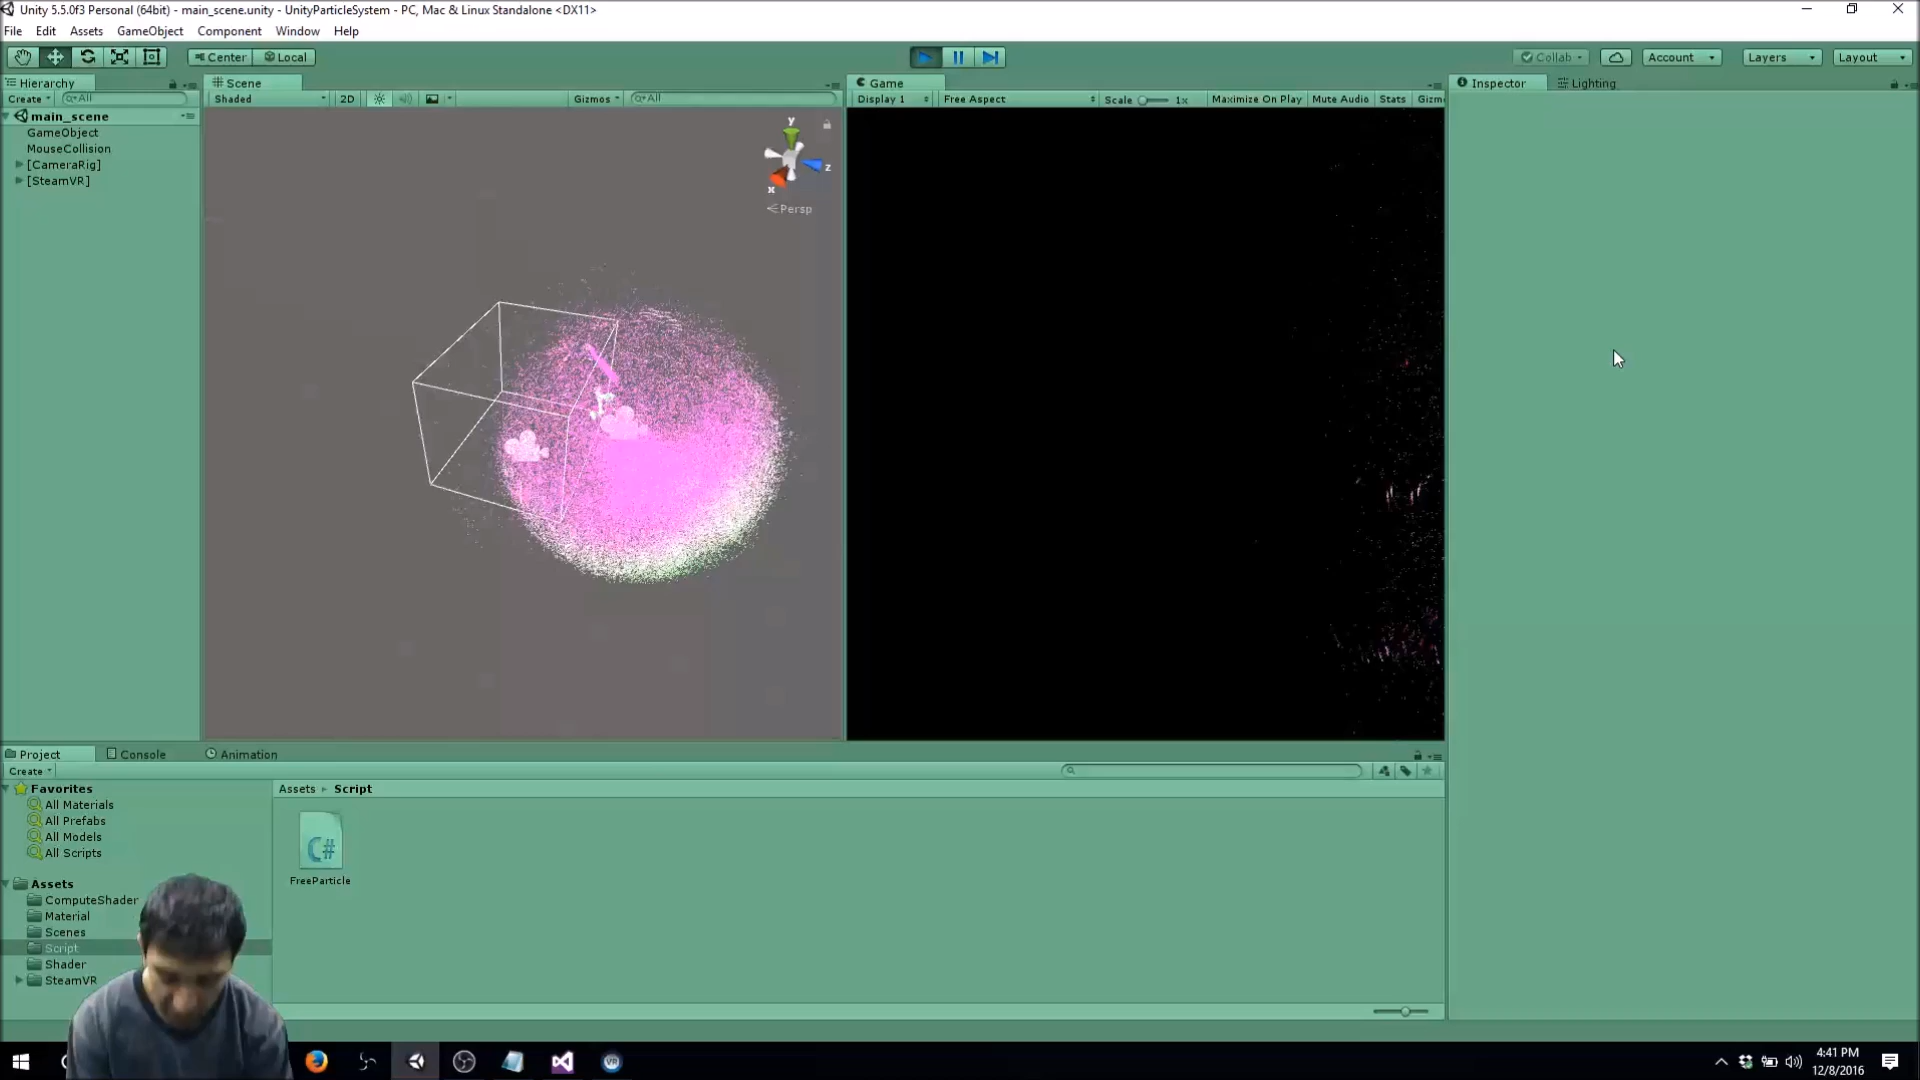 Unity 5.5.0f3 Personal (64bit) - main_scene.unity - UnityParticleSystem - PC, Mac & Linux Standalone <DX11>
File Edit Assets GameObject Component Window Help
Center Local Collab Account Layers Layout
Hierarchy Scene Game Inspector Lighting
Create All Shaded 2D Gizmos All Display 1 Free Aspect Scale 1x Maximize On Play Mute Audio Stats Gizm
main_scene
GameObject
MouseCollision
[CameraRig]
[SteamVR]
y
z
x
Persp
Project Console Animation
Create
Favorites
All Materials
All Prefabs
All Models
All Scripts
Assets
ComputeShader
Material
Scenes
Script
Shader
SteamVR
Assets Script
C#
FreeParticle
4:41 PM
12/8/2016